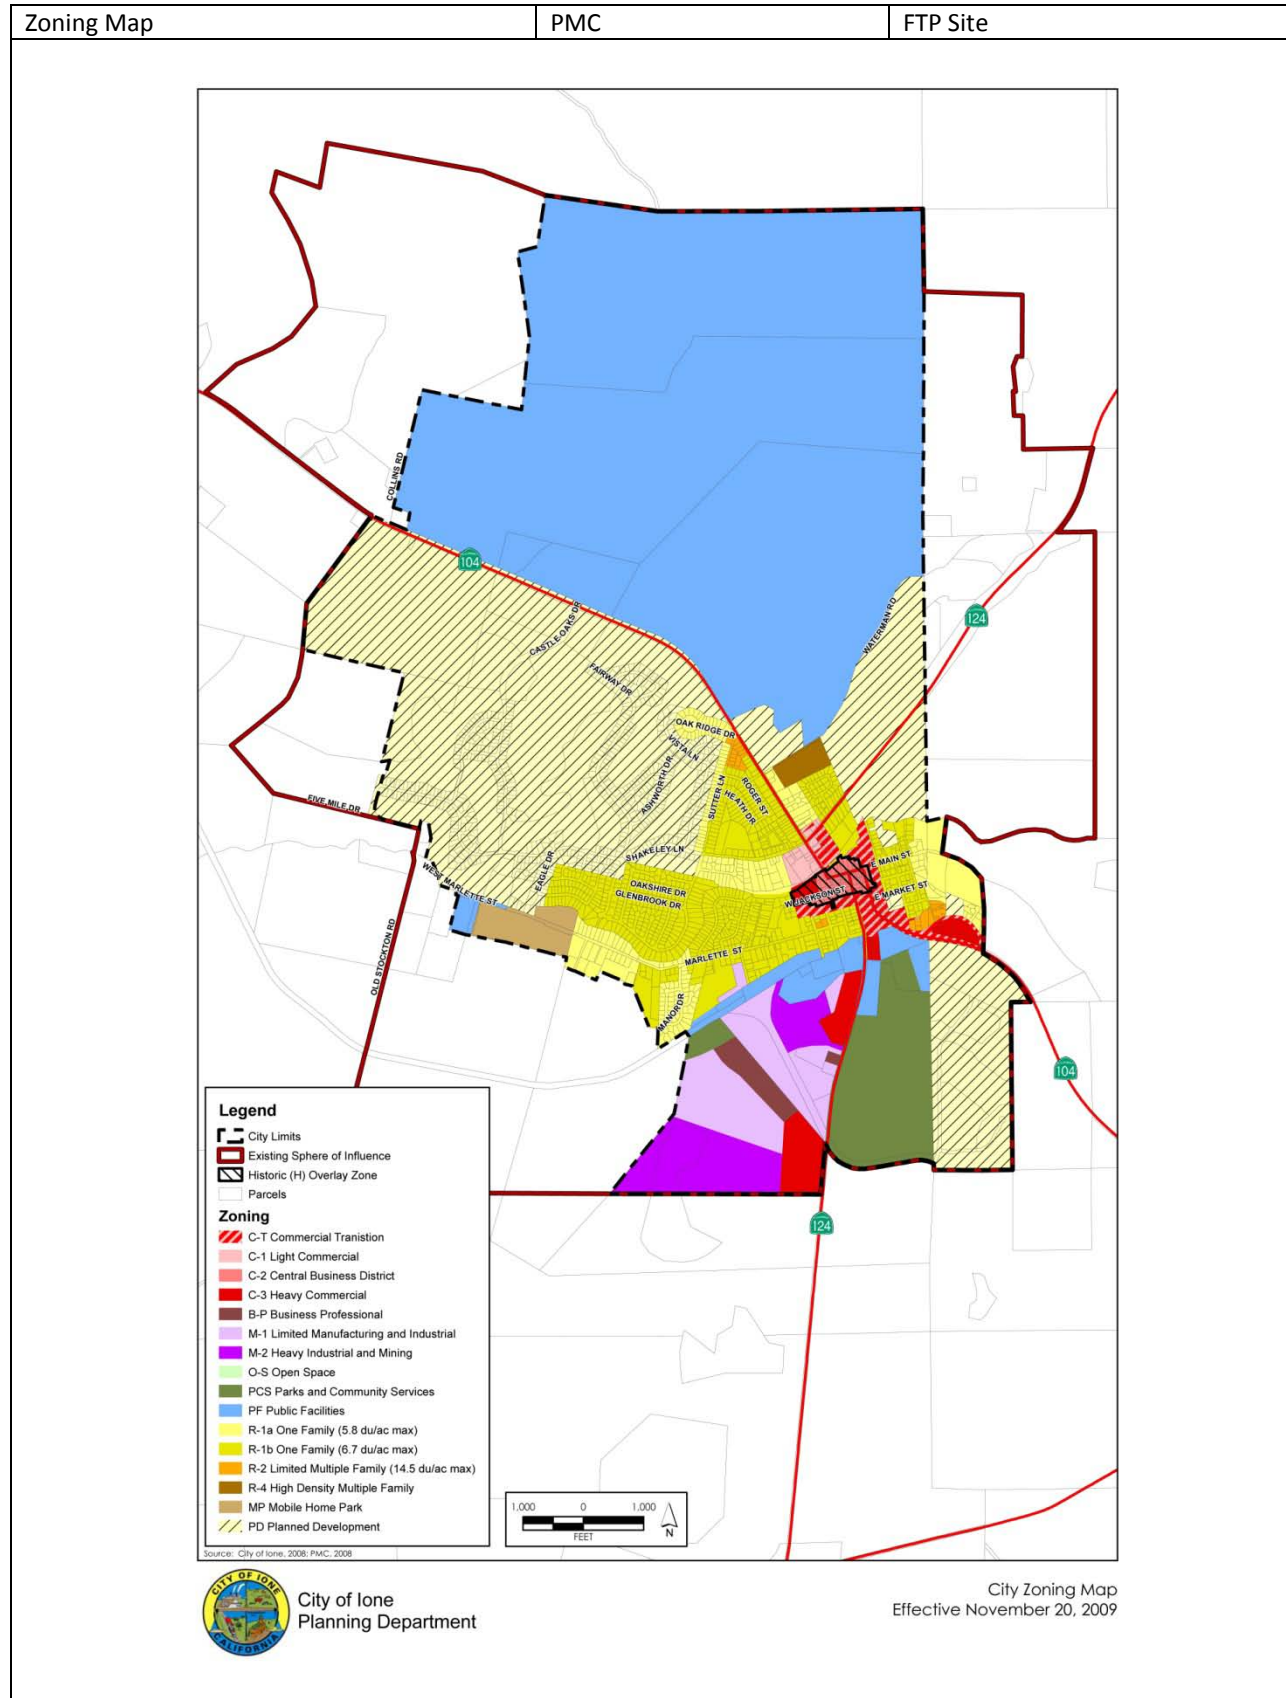 Zoning Map PMC FTP Site
COLLINS RD
104
CASTLE OAKS DR
FAIRWAY DR
WATERMAN RD
124
OAK RIDGE DR
VISTA LN
ASHWORTH DR
SUTTER LN
ROGER ST
HEATH DR
FIVE MILE DR
SHAKELEY LN
EAGLE DR
WEST MARLETTE ST
OAKSHIRE DR
GLENBROOK DR
E MAIN ST
W JACKSON ST
E MARKET ST
OLD STOCKTON RD
MARLETTE ST
MANOR DR
104
124
Legend
City Limits
Existing Sphere of Influence
Historic (H) Overlay Zone
Parcels
Zoning
C-T Commercial Transtion
C-1 Light Commercial
C-2 Central Business District
C-3 Heavy Commercial
B-P Business Professional
M-1 Limited Manufacturing and Industrial
M-2 Heavy Industrial and Mining
O-S Open Space
PCS Parks and Community Services
PF Public Facilities
R-1a One Family (5.8 du/ac max)
R-1b One Family (6.7 du/ac max)
R-2 Limited Multiple Family (14.5 du/ac max)
R-4 High Density Multiple Family
MP Mobile Home Park
PD Planned Development
1,000 0 1,000
FEET
N
Source: City of Ione, 2008; PMC, 2008
CITY OF IONE
CALIFORNIA
City of Ione
Planning Department
City Zoning Map
Effective November 20, 2009